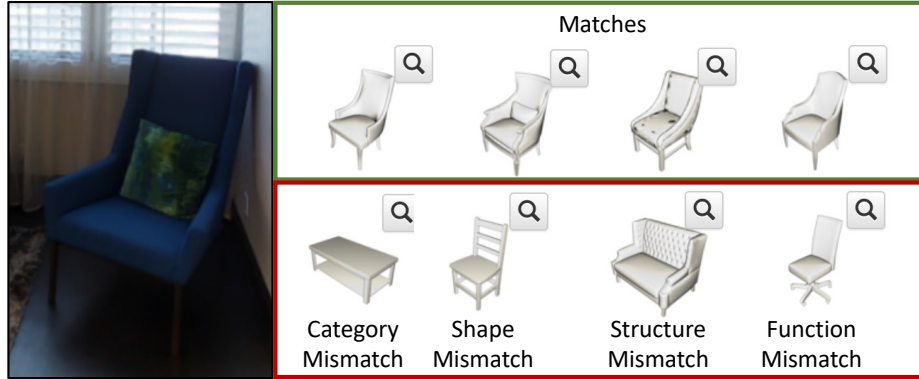 Matches
Category Mismatch
Shape Mismatch
Structure Mismatch
Function Mismatch